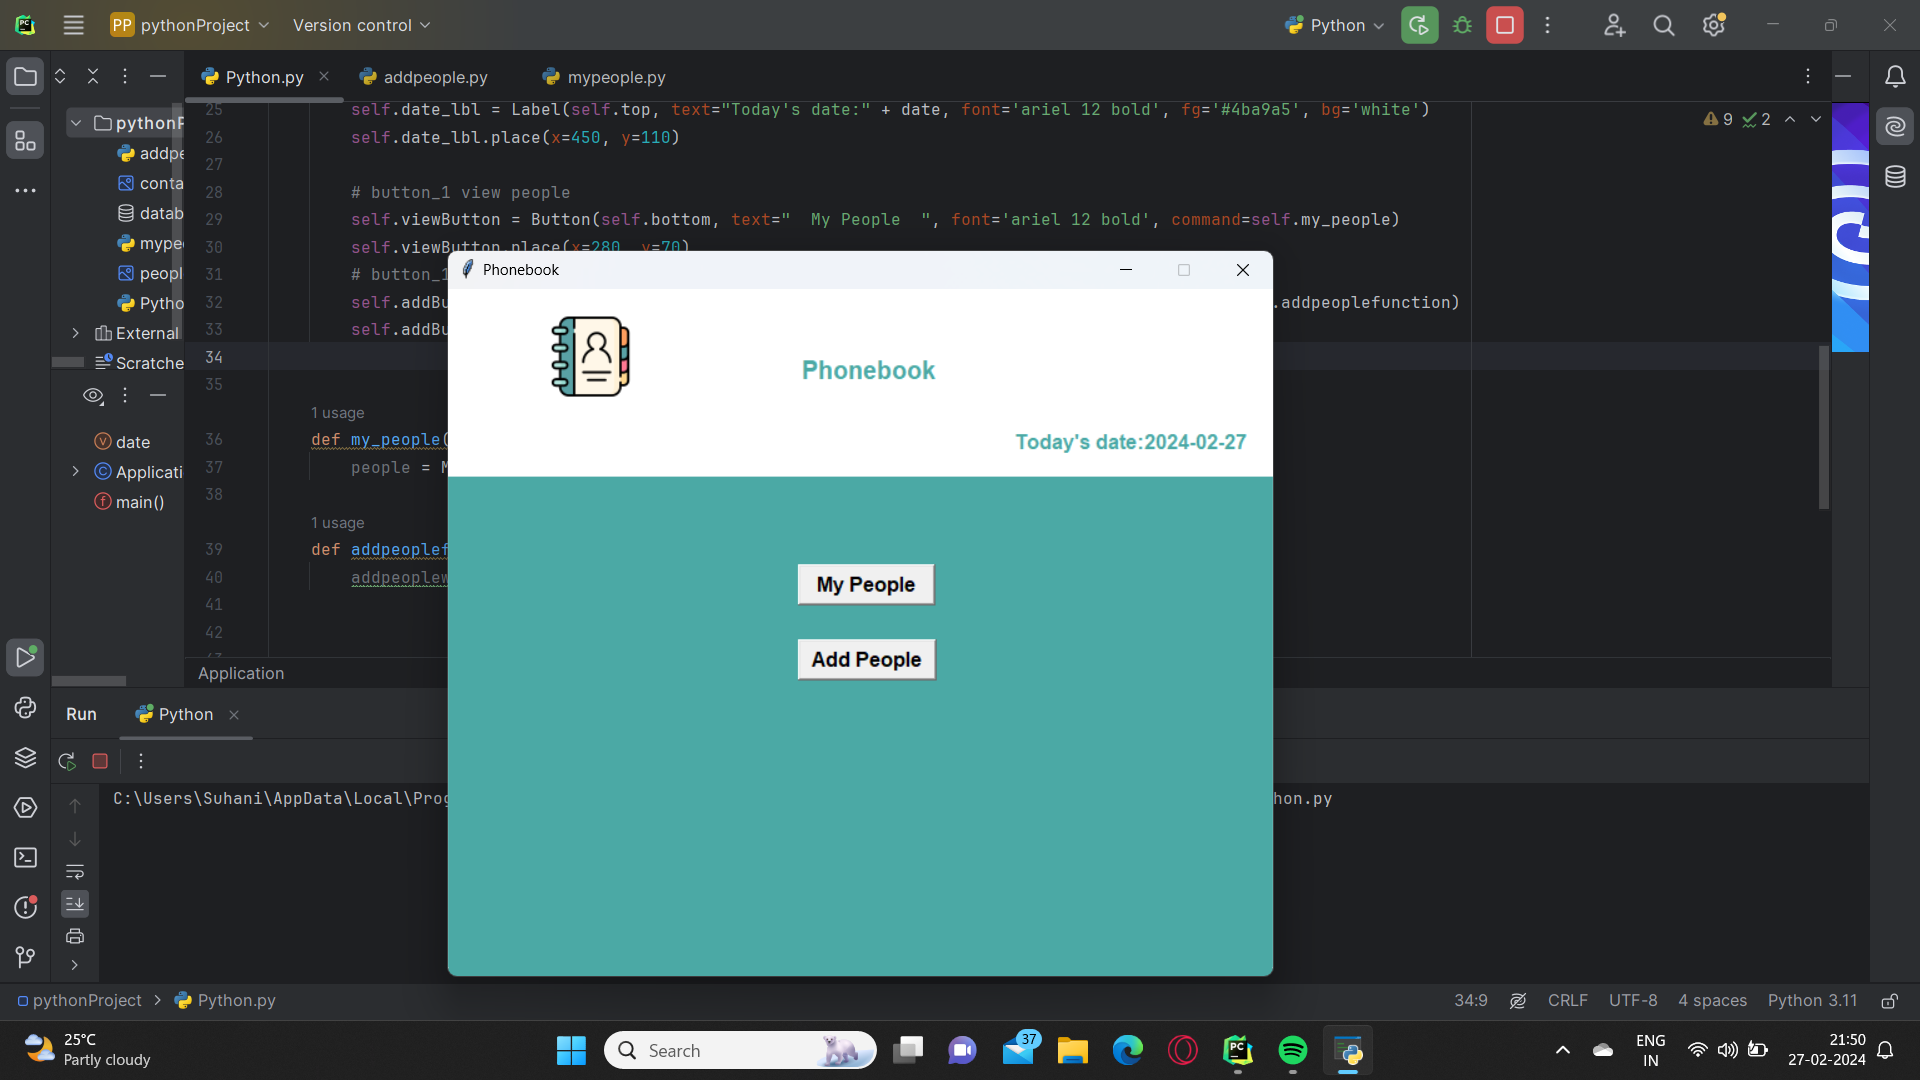 PC
PP pythonProject
Version control
Python
Python.py
addpeople.py
mypeople.py
pythonP
addpe
conta
datab
mype
peopl
Pytho
External
Scratche
date
Applicati
main()
25 self.date_lbl = Label(self.top, text="Today's date:" + date, font='ariel 12 bold', fg='#4ba9a5', bg='white')
26 self.date_lbl.place(x=450, y=110)
27
28 # button_1 view people
29 self.viewButton = Button(self.bottom, text="  My People  ", font='ariel 12 bold', command=self.my_people)
30 self.viewButton.place(x=280, y=70)
31 # button_1
32 self.addBu .addpeoplefunction)
33 self.addBu
34
35
1 usage
36 def my_people(
37 people = M
38
1 usage
39 def addpeoplef
40 addpeoplew
41
42
43
9
2
Application
Phonebook
Phonebook
Today's date:2024-02-27
My People
Add People
Run
Python
C:\Users\Suhani\AppData\Local\Prog hon.py
pythonProject
Python.py
34:9
CRLF
UTF-8
4 spaces
Python 3.11
25°C
Partly cloudy
Search
37
PC
ENG
IN
21:50
27-02-2024